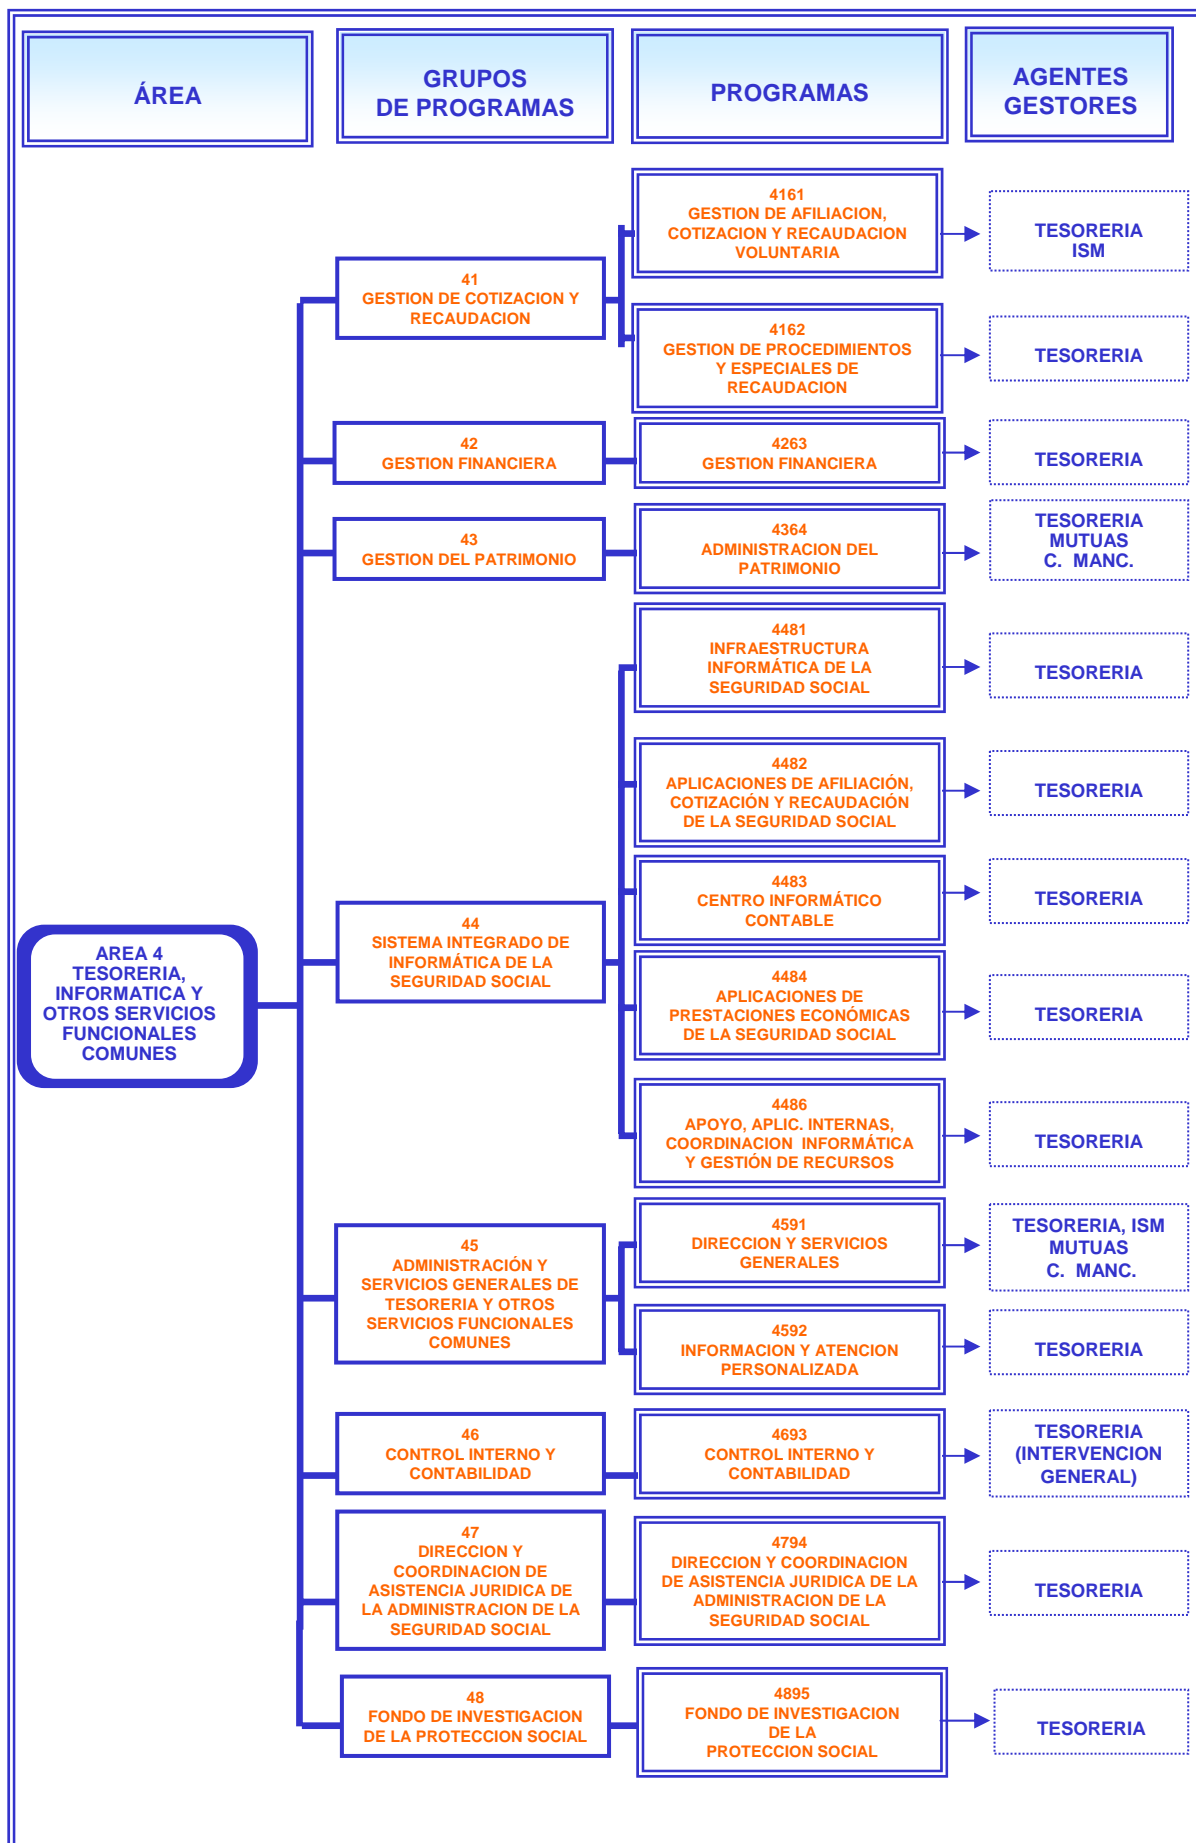 ÁREA
GRUPOS
DE PROGRAMAS
PROGRAMAS
AGENTES
GESTORES
AREA 4
TESORERIA,
INFORMATICA Y
OTROS SERVICIOS
FUNCIONALES
COMUNES
41
GESTION DE COTIZACION Y
RECAUDACION
4161
GESTION DE AFILIACION,
COTIZACION Y RECAUDACION
VOLUNTARIA
TESORERIA
ISM
4162
GESTION DE PROCEDIMIENTOS
Y ESPECIALES DE
RECAUDACION
TESORERIA
42
GESTION FINANCIERA
4263
GESTION FINANCIERA
TESORERIA
43
GESTION DEL PATRIMONIO
4364
ADMINISTRACION DEL
PATRIMONIO
TESORERIA
MUTUAS
C. MANC.
44
SISTEMA INTEGRADO DE
INFORMÁTICA DE LA
SEGURIDAD SOCIAL
4481
INFRAESTRUCTURA
INFORMÁTICA DE LA
SEGURIDAD SOCIAL
TESORERIA
4482
APLICACIONES DE AFILIACIÓN,
COTIZACIÓN Y RECAUDACIÓN
DE LA SEGURIDAD SOCIAL
TESORERIA
4483
CENTRO INFORMÁTICO
CONTABLE
TESORERIA
4484
APLICACIONES DE
PRESTACIONES ECONÓMICAS
DE LA SEGURIDAD SOCIAL
TESORERIA
4486
APOYO, APLIC. INTERNAS,
COORDINACION INFORMÁTICA
Y GESTIÓN DE RECURSOS
TESORERIA
45
ADMINISTRACIÓN Y
SERVICIOS GENERALES DE
TESORERIA Y OTROS
SERVICIOS FUNCIONALES
COMUNES
4591
DIRECCION Y SERVICIOS
GENERALES
TESORERIA, ISM
MUTUAS
C. MANC.
4592
INFORMACION Y ATENCION
PERSONALIZADA
TESORERIA
46
CONTROL INTERNO Y
CONTABILIDAD
4693
CONTROL INTERNO Y
CONTABILIDAD
TESORERIA
(INTERVENCION
GENERAL)
47
DIRECCION Y
COORDINACION DE
ASISTENCIA JURIDICA DE
LA ADMINISTRACION DE LA
SEGURIDAD SOCIAL
4794
DIRECCION Y COORDINACION
DE ASISTENCIA JURIDICA DE LA
ADMINISTRACION DE LA
SEGURIDAD SOCIAL
TESORERIA
48
FONDO DE INVESTIGACION
DE LA PROTECCION SOCIAL
4895
FONDO DE INVESTIGACION
DE LA
PROTECCION SOCIAL
TESORERIA